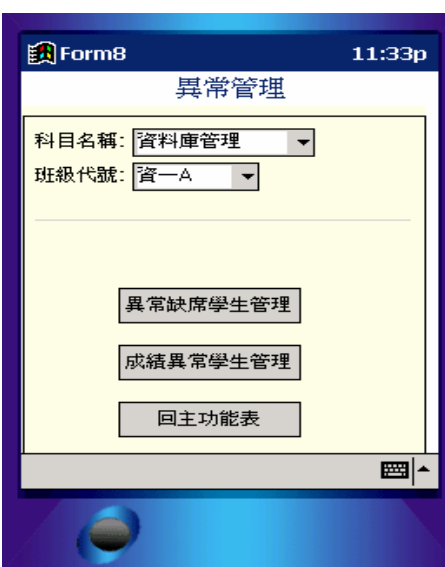 Form8 11:33p
異常管理
科目名稱: 資料庫管理
班級代號: 資一A
異常缺席學生管理
成績異常學生管理
回主功能表